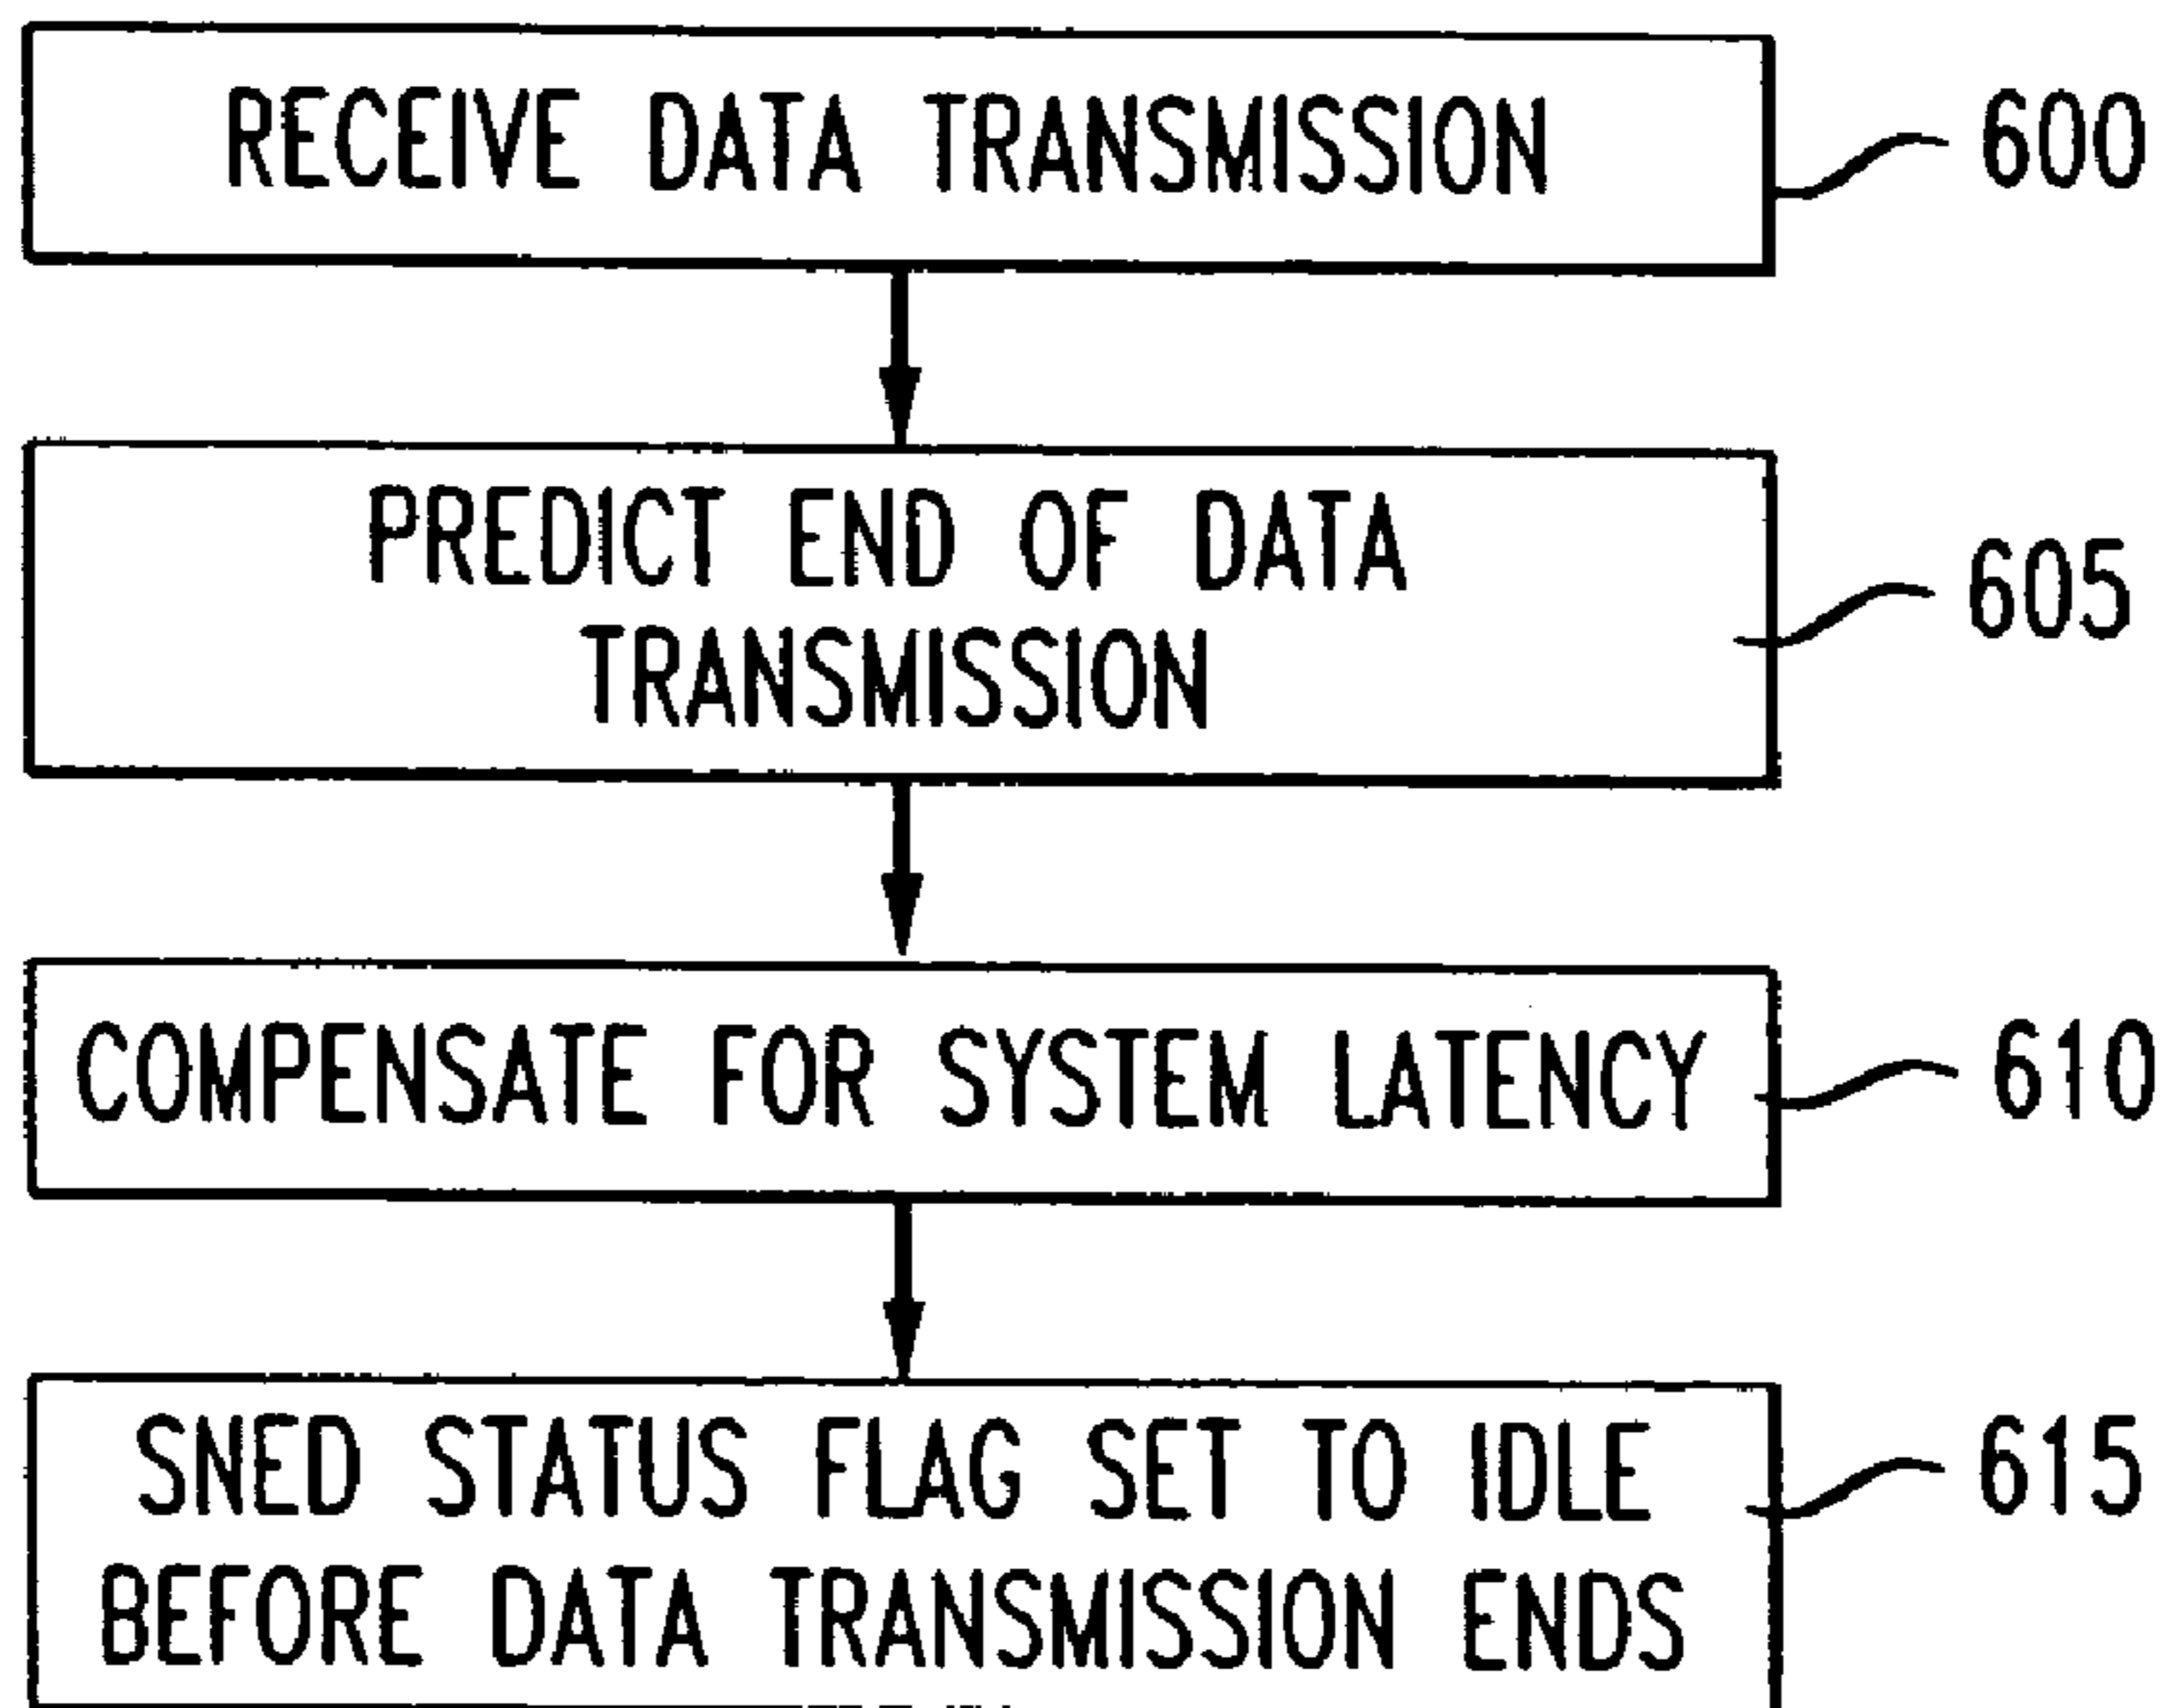 RECEIVE DATA TRANSMISSION
600
PREDICT END OF DATA
TRANSMISSION
605
COMPENSATE FOR SYSTEM LATENCY
610
SNED STATUS FLAG SET TO IDLE
BEFORE DATA TRANSMISSION ENDS
615